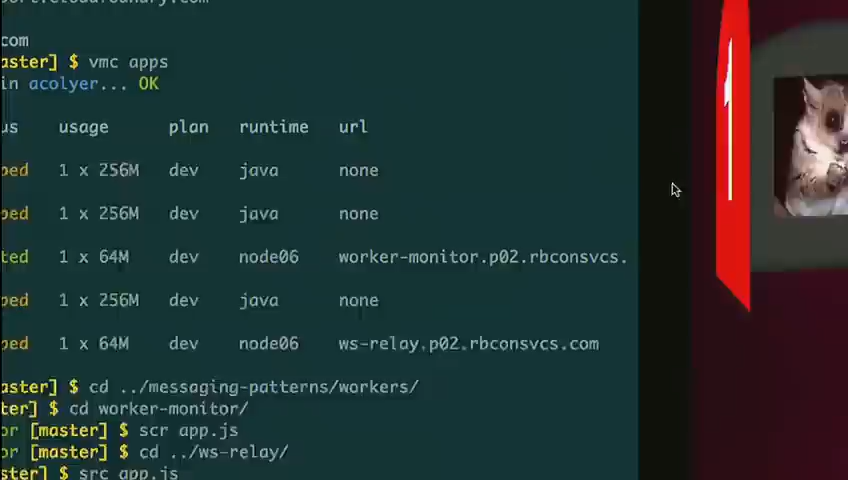 com
aster] $ vmc apps
in acolyer... OK
us usage plan runtime url
ped 1 x 256M dev java none
ped 1 x 256M dev java none
ted 1 x 64M dev node06 worker-monitor.p02.rbconsvcs.
ped 1 x 256M dev java none
ped 1 x 64M dev node06 ws-relay.p02.rbconsvcs.com
aster] $ cd ../messaging-patterns/workers/
ter] $ cd worker-monitor/
or [master] $ scr app.js
or [master] $ cd ../ws-relay/
ster] $ src app.js